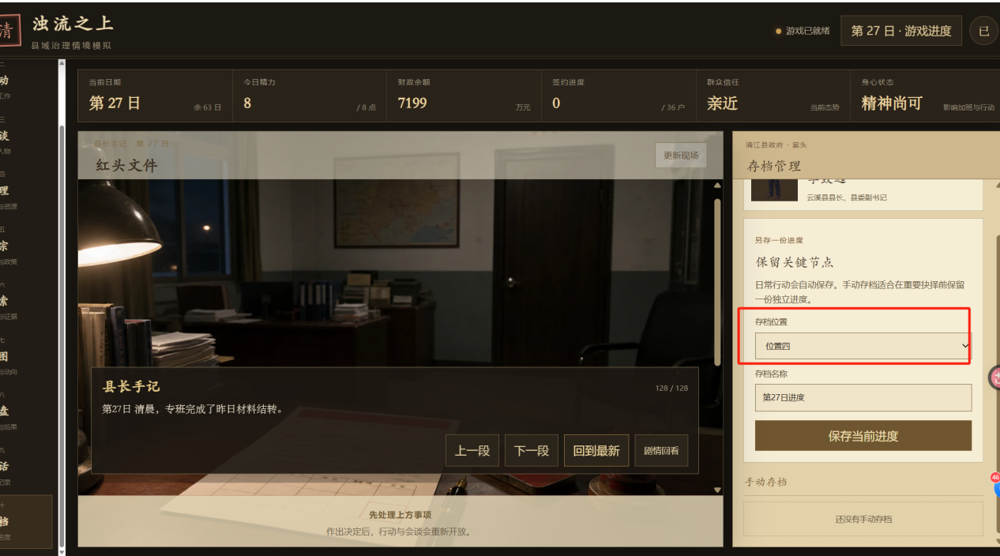 清
浊流之上
县域治理情境模拟
游戏已就绪
第 27 日 · 游戏进度
已
二
动
工作
三
谈
人物
四
理
与资源
五
宗
与政策
六
索
与证据
七
图
与动向
八
盘
与后果
九
话
记录
十
档
进度
当前日期
第 27 日
余 63 日
今日精力
8
/ 8 点
财政余额
7199
万元
签约进度
0
/ 36 户
群众信任
亲近
当前态势
身心状态
精神尚可
影响加班与行动
县长手记 · 第 27 日
红头文件
更新现场
县长手记
128 / 128
第27日 清晨，专班完成了昨日材料结转。
上一段
下一段
回到最新
剧情回看
先处理上方事项
作出决定后，行动与会谈会重新开放。
清江县政府 · 案头
存档管理
云溪县县长、县委副书记
另存一份进度
保留关键节点
日常行动会自动保存。手动存档适合在重要抉择前保留
一份独立进度。
存档位置
位置四
存档名称
第27日进度
保存当前进度
手动存档
还没有手动存档
46